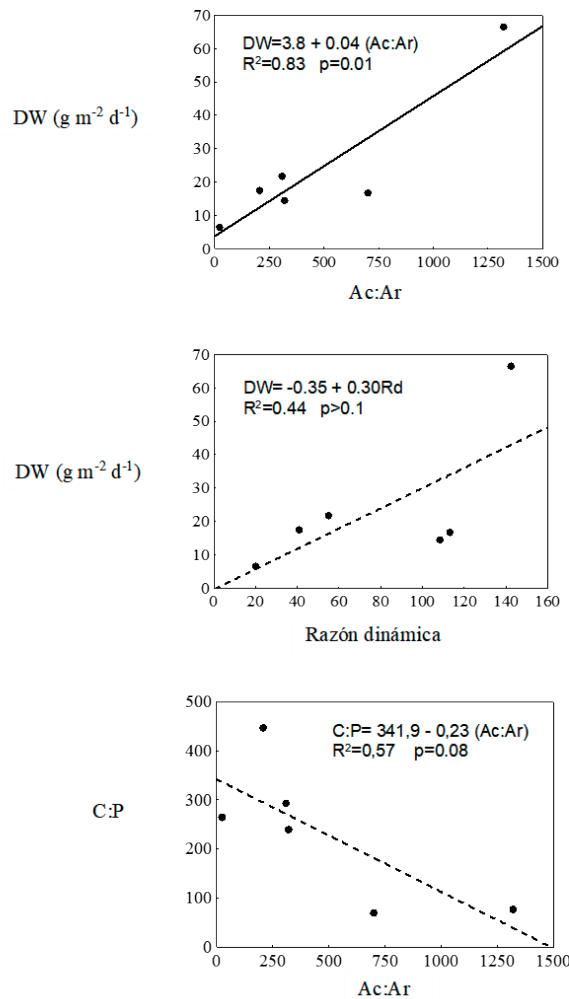 70
60
50
40
30
20
10
0
DW (g m⁻² d⁻¹)
DW=3.8 + 0.04 (Ac:Ar)
R²=0.83 p=0.01
0 250 500 750 1000 1250 1500
Ac:Ar
70
60
50
40
30
20
10
0
DW (g m⁻² d⁻¹)
DW= -0.35 + 0.30Rd
R²=0.44 p>0.1
0 20 40 60 80 100 120 140 160
Razón dinámica
500
400
300
200
100
0
C:P
C:P= 341,9 - 0,23 (Ac:Ar)
R²=0,57 p=0.08
0 250 500 750 1000 1250 1500
Ac:Ar